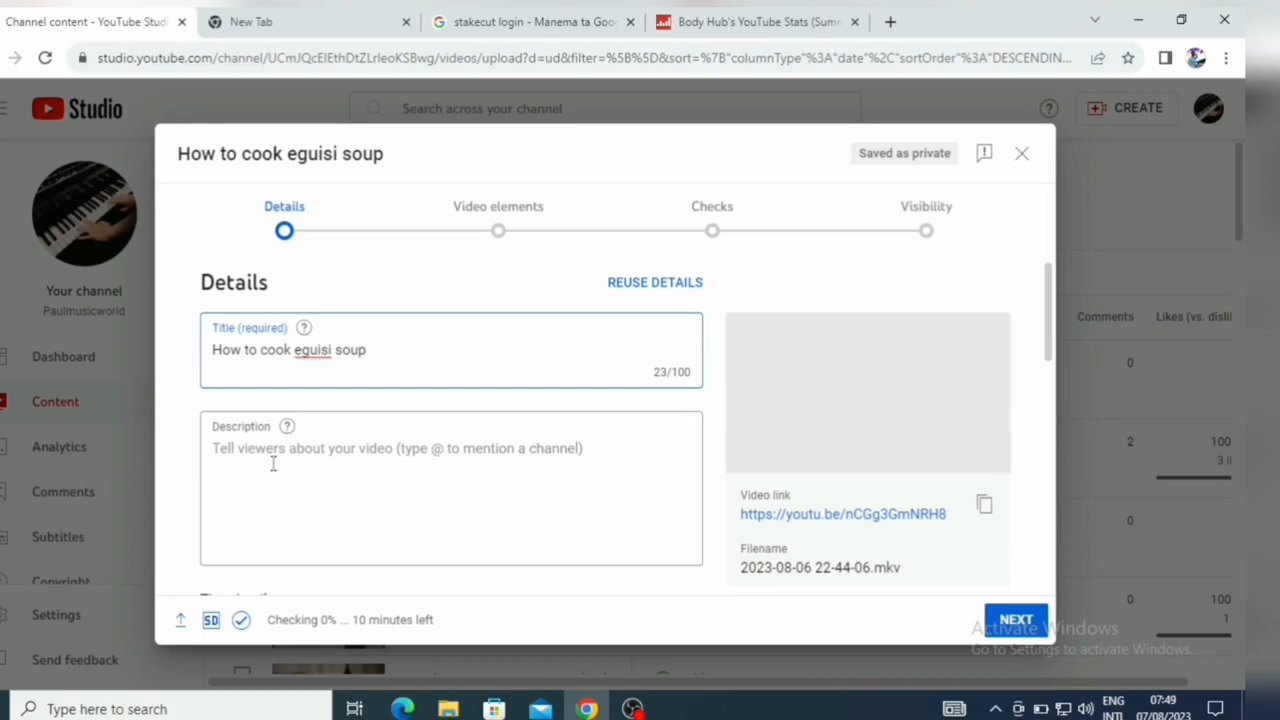 Channel content - YouTube Stud
New Tab
stakecut login - Manema ta Goo
Body Hub's YouTube Stats (Sum
studio.youtube.com/channel/UCmJQcEIEthDtZLrleoKSBwg/videos/upload?d=ud&filter=%5B%5D&sort=%7B"columnType"%3A"date"%2C"sortOrder"%3A"DESCENDIN...
Studio
Search across your channel
CREATE
How to cook eguisi soup
Saved as private
Details
Video elements
Checks
Visibility
Details
REUSE DETAILS
Title (required)
How to cook eguisi soup
23/100
Description
Tell viewers about your video (type @ to mention a channel)
Video link
https://youtu.be/nCGg3GmNRH8
Filename
2023-08-06 22-44-06.mkv
SD
Checking 0% ... 10 minutes left
NEXT
Your channel
Paulmusicworld
Dashboard
Content
Analytics
Comments
Subtitles
Copyright
Settings
Send feedback
Comments
Likes (vs. disli
0
2
100
3 li
0
0
100
1
Activate Windows
Go to Settings to activate Windows.
Type here to search
ENG
INTL
07:49
07/08/2023